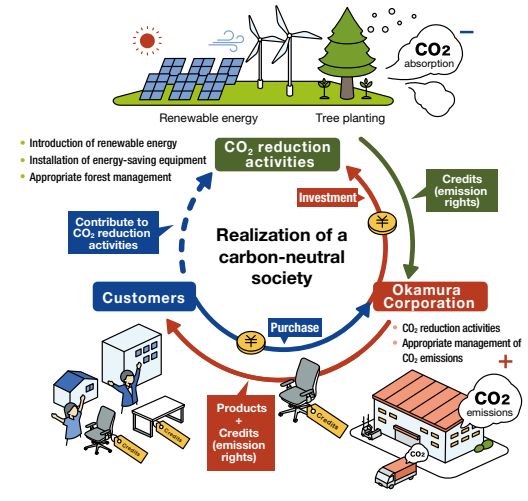 CO2
absorption
−
Renewable energy
Tree planting
• Introduction of renewable energy
• Installation of energy-saving equipment
• Appropriate forest management
CO₂ reduction
activities
Credits
(emission
rights)
Investment
¥
Contribute to
CO₂ reduction
activities
Realization of a
carbon-neutral
society
Customers
Okamura
Corporation
¥
Purchase
• CO₂ reduction activities
• Appropriate management of
CO₂ emissions
+
CO2
emissions
CO2
Products
+
Credits
(emission
rights)
Credits
Credits
Credits